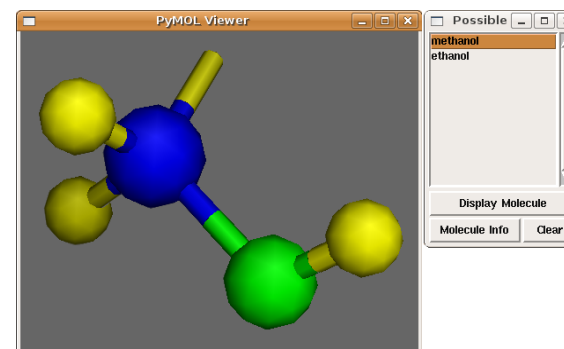 PyMOL Viewer
Possible
methanol
ethanol
Display Molecule
Molecule Info
Clear